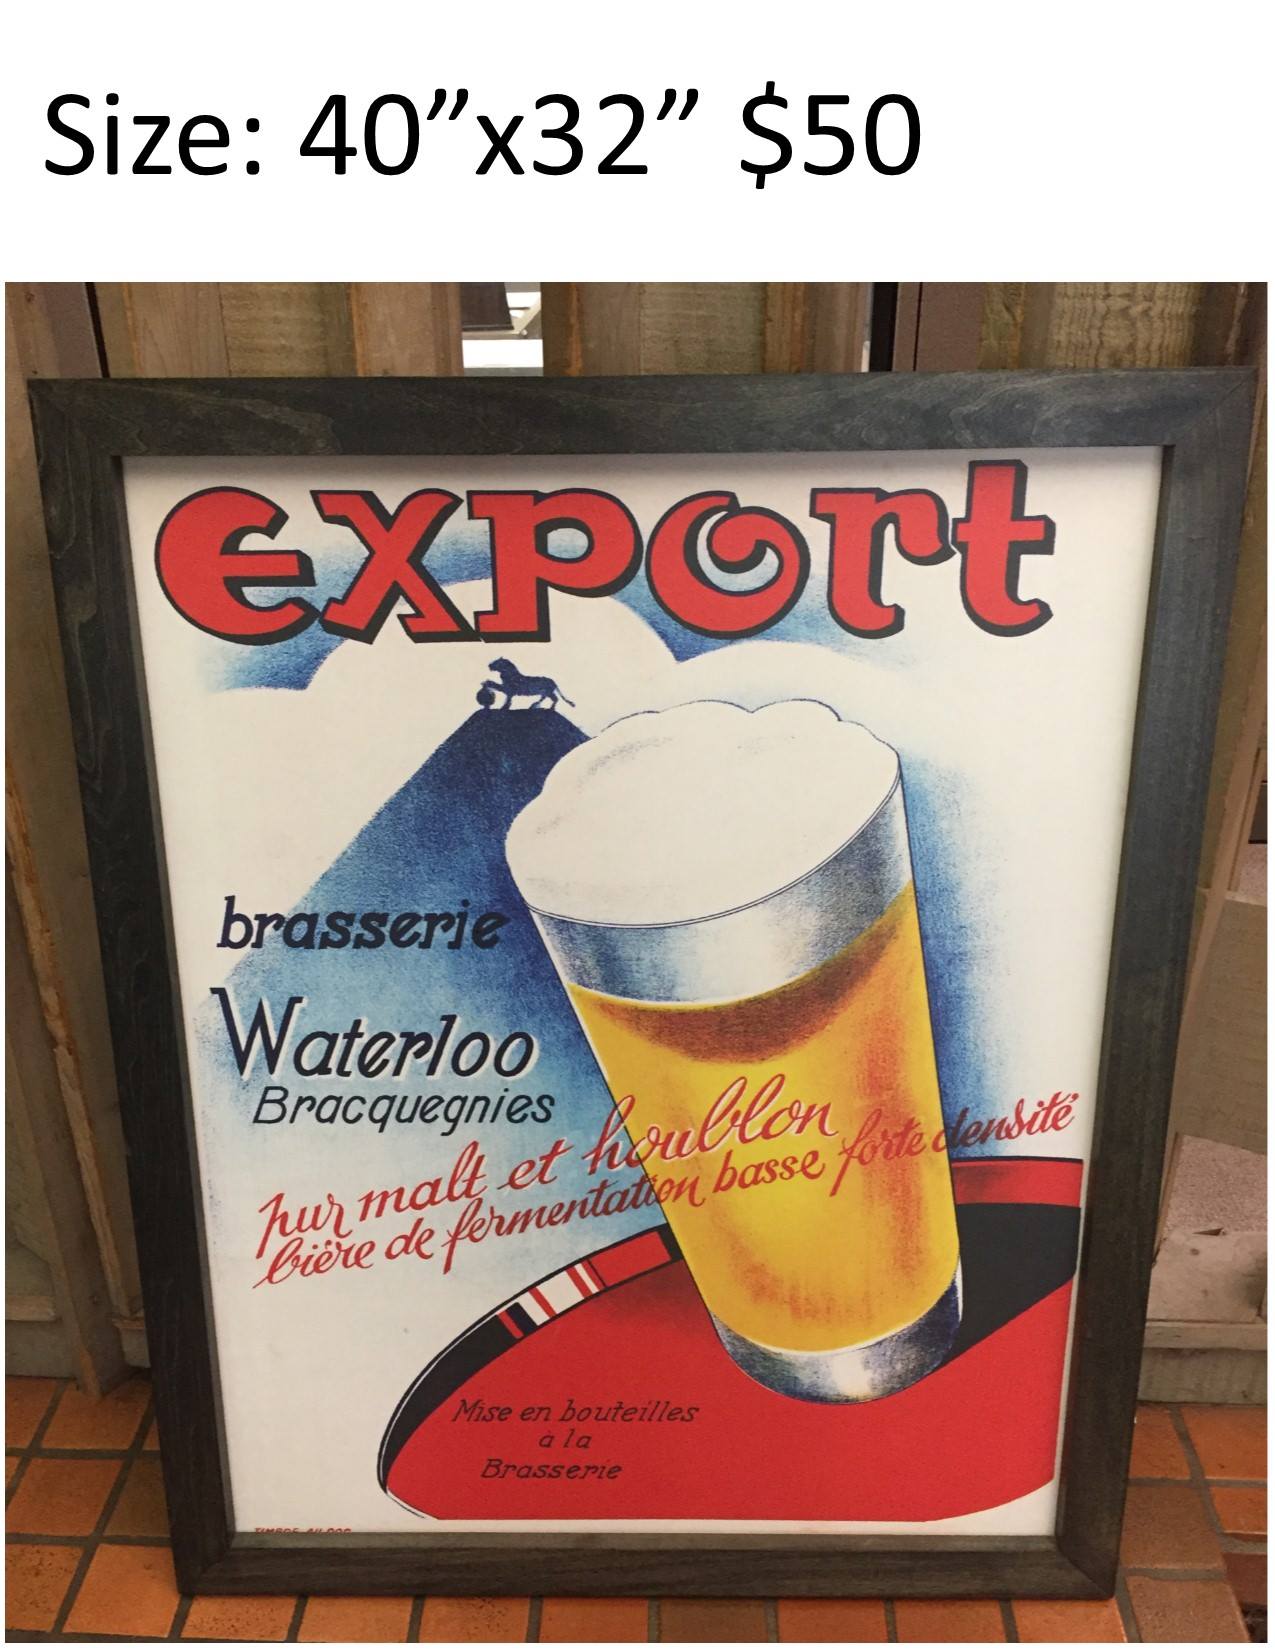 Size: 40”x32” $50
export
brasserie
Waterloo
Bracquegnies
pur malt et houblon
bière de fermentation basse forte densité
Mise en bouteilles
à la
Brasserie